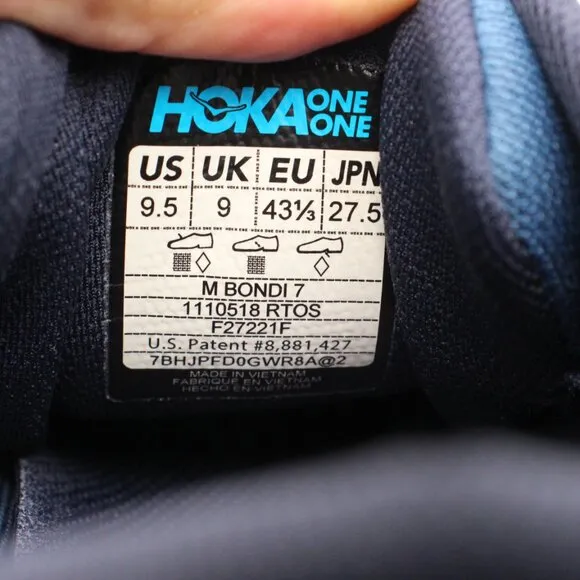 HOKA ONE ONE
US UK EU JPN
9.5 9 43⅓ 27.5
M BONDI 7
1110518 RTOS
F27221F
U.S. Patent #8,881,427
7BHJPFD0GWR8A@2
MADE IN VIETNAM
FABRIQUE EN VIETNAM
HECHO EN VIETNAM